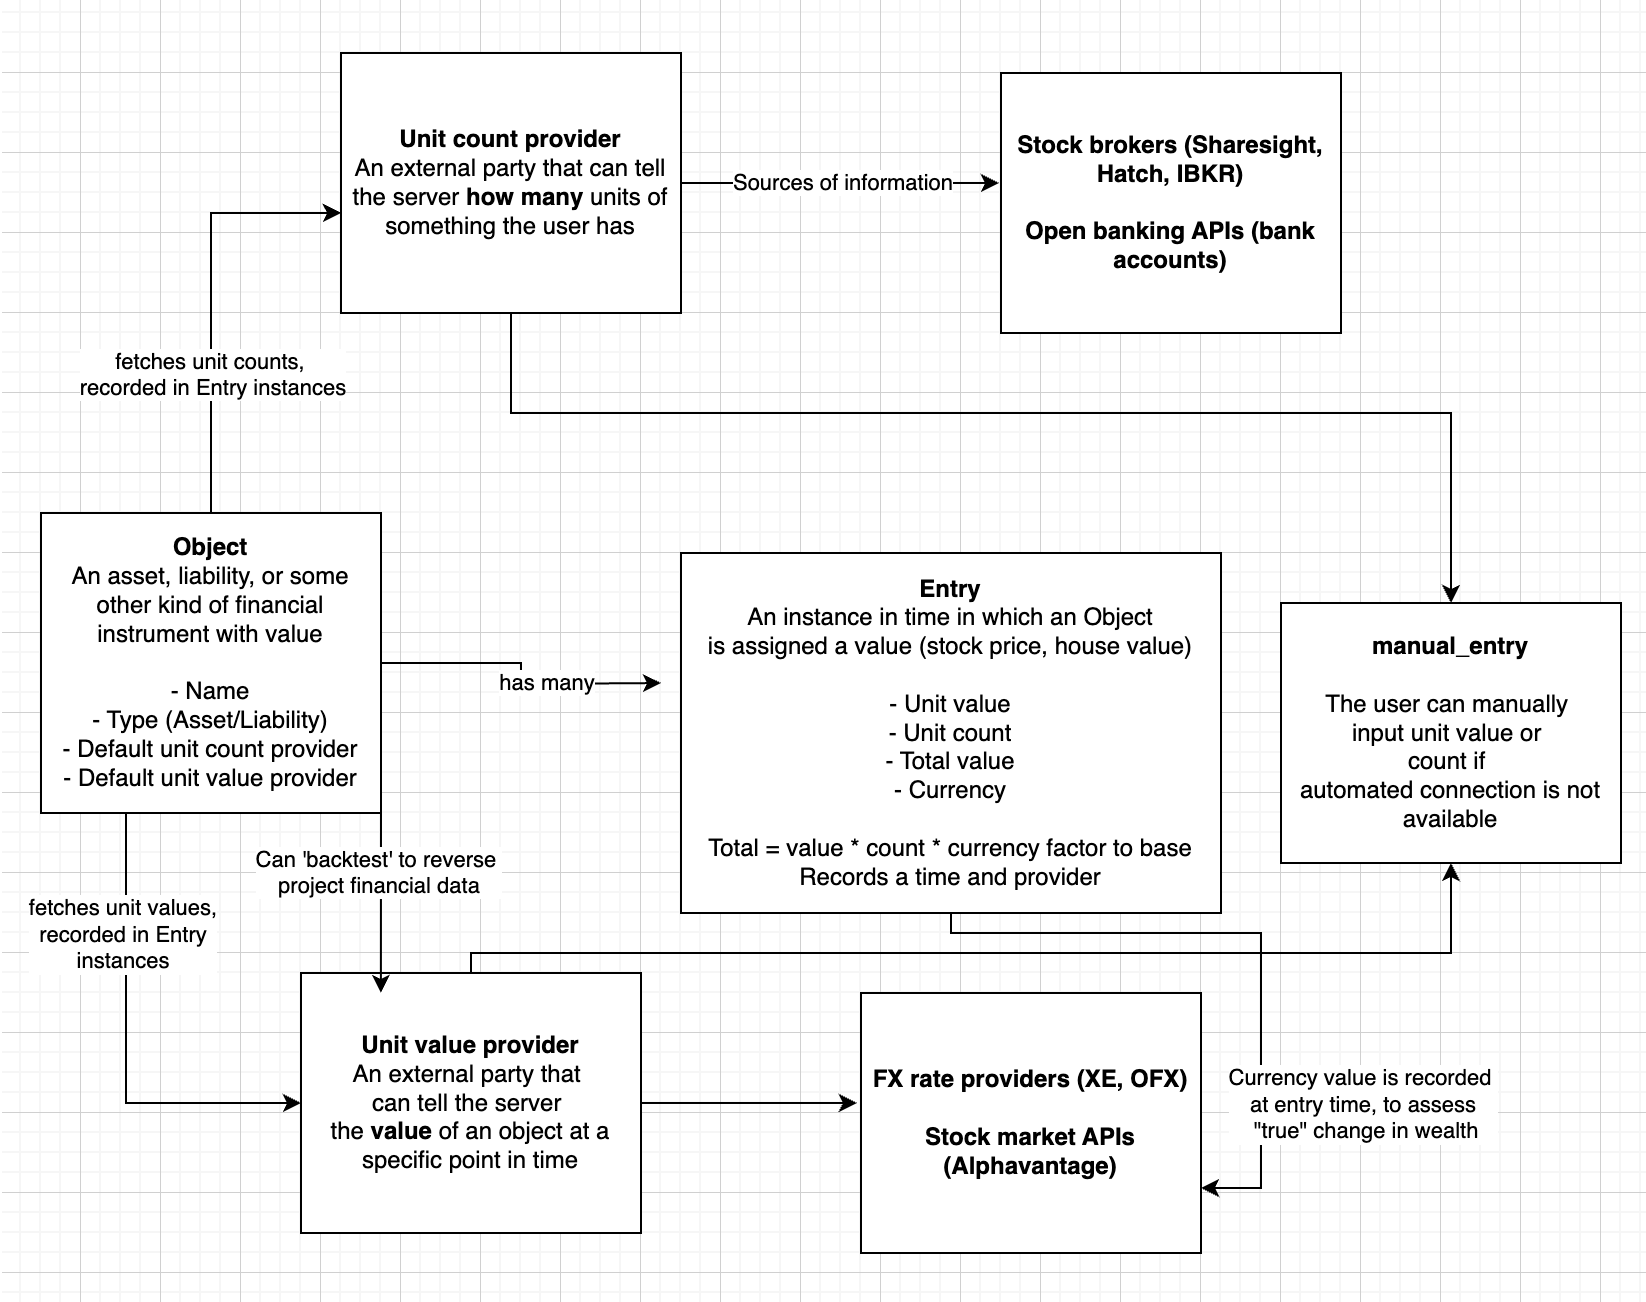 Unit count provider
An external party that can tell
the server how many units of
something the user has
Sources of information
Stock brokers (Sharesight,
Hatch, IBKR)
Open banking APIs (bank
accounts)
fetches unit counts,
recorded in Entry instances
Object
An asset, liability, or some
other kind of financial
instrument with value
- Name
- Type (Asset/Liability)
- Default unit count provider
- Default unit value provider
has many
Entry
An instance in time in which an Object
is assigned a value (stock price, house value)
- Unit value
- Unit count
- Total value
- Currency
Total = value * count * currency factor to base
Records a time and provider
manual_entry
The user can manually
input unit value or
count if
automated connection is not
available
Can 'backtest' to reverse
project financial data
fetches unit values,
recorded in Entry
instances
Unit value provider
An external party that
can tell the server
the value of an object at a
specific point in time
FX rate providers (XE, OFX)
Stock market APIs
(Alphavantage)
Currency value is recorded
at entry time, to assess
"true" change in wealth